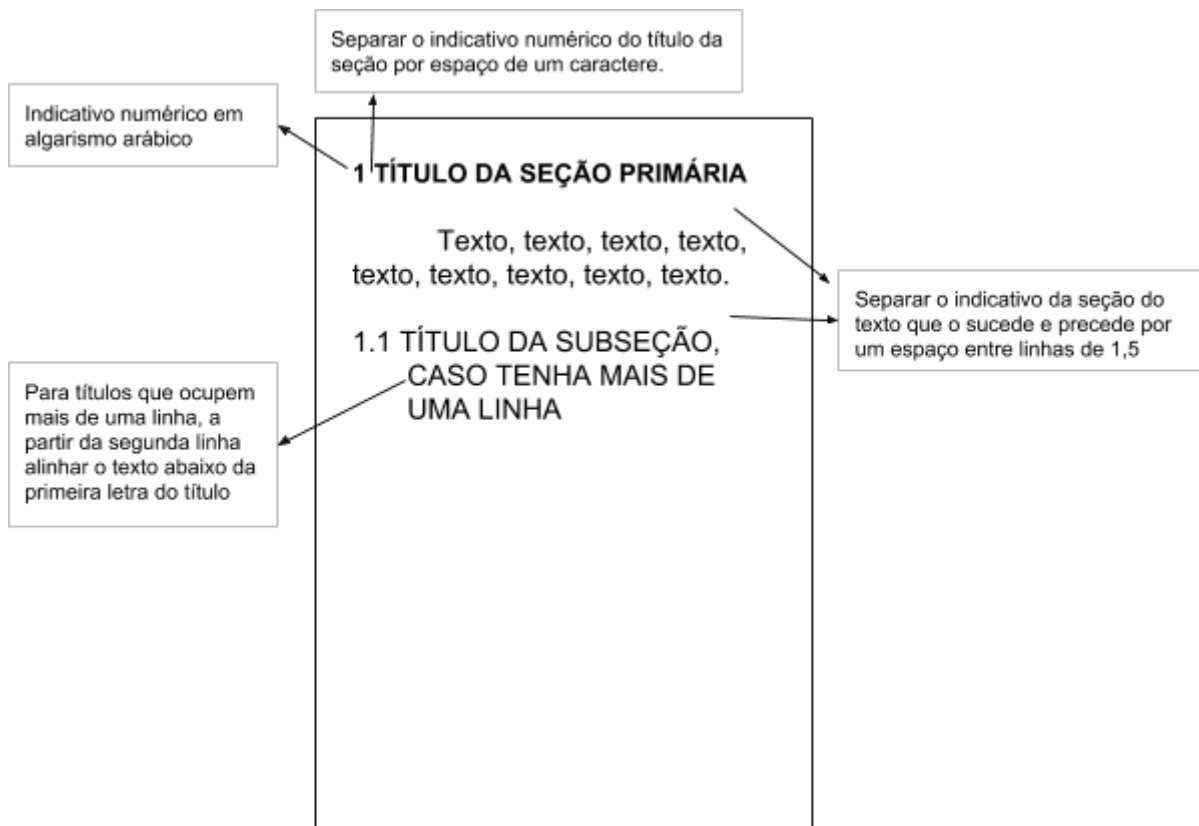 Separar o indicativo numérico do título da
seção por espaço de um caractere.
Indicativo numérico em
algarismo arábico
1 TÍTULO DA SEÇÃO PRIMÁRIA
Texto, texto, texto, texto,
texto, texto, texto, texto, texto.
Separar o indicativo da seção do
texto que o sucede e precede por
um espaço entre linhas de 1,5
1.1 TÍTULO DA SUBSEÇÃO,
CASO TENHA MAIS DE
UMA LINHA
Para títulos que ocupem
mais de uma linha, a
partir da segunda linha
alinhar o texto abaixo da
primeira letra do título